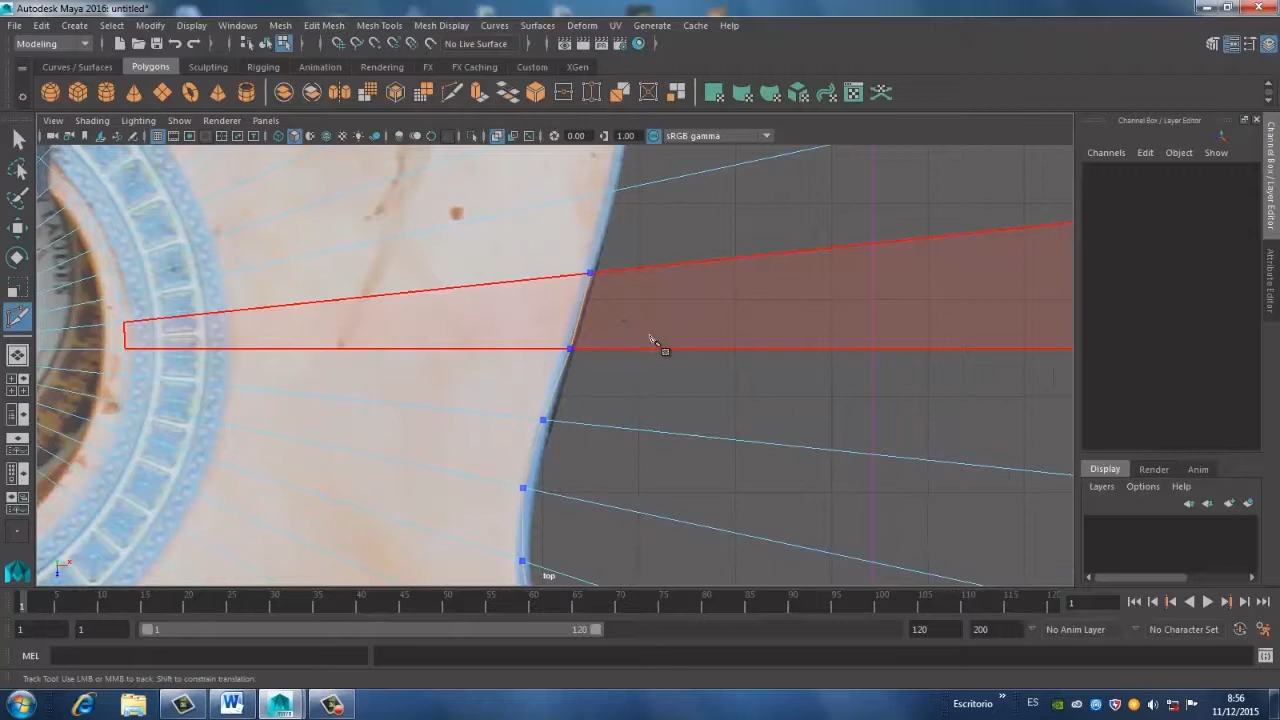 Autodesk Maya 2016: untitled*
File Edit Create Select Modify Display Windows Mesh Edit Mesh Mesh Tools Mesh Display Curves Surfaces Deform UV Generate Cache Help
Modeling No Live Surface
Curves / Surfaces Polygons Sculpting Rigging Animation Rendering FX FX Caching Custom XGen
View Shading Lighting Show Renderer Panels
Channel Box / Layer Editor
0.00 1.00 sRGB gamma
Channels Edit Object Show
Channel Box / Layer Editor
Attribute Editor
Display Render Anim
Layers Options Help
top
5 10 15 20 25 30 35 40 45 50 55 60 65 70 75 80 85 90 95 100 105 110 115 120
1 1
1 1 1 120 120 200 No Anim Layer No Character Set
MEL
Track Tool: Use LMB or MMB to track. Shift to constrain translation.
Escritorio » ES 8:56
11/12/2015